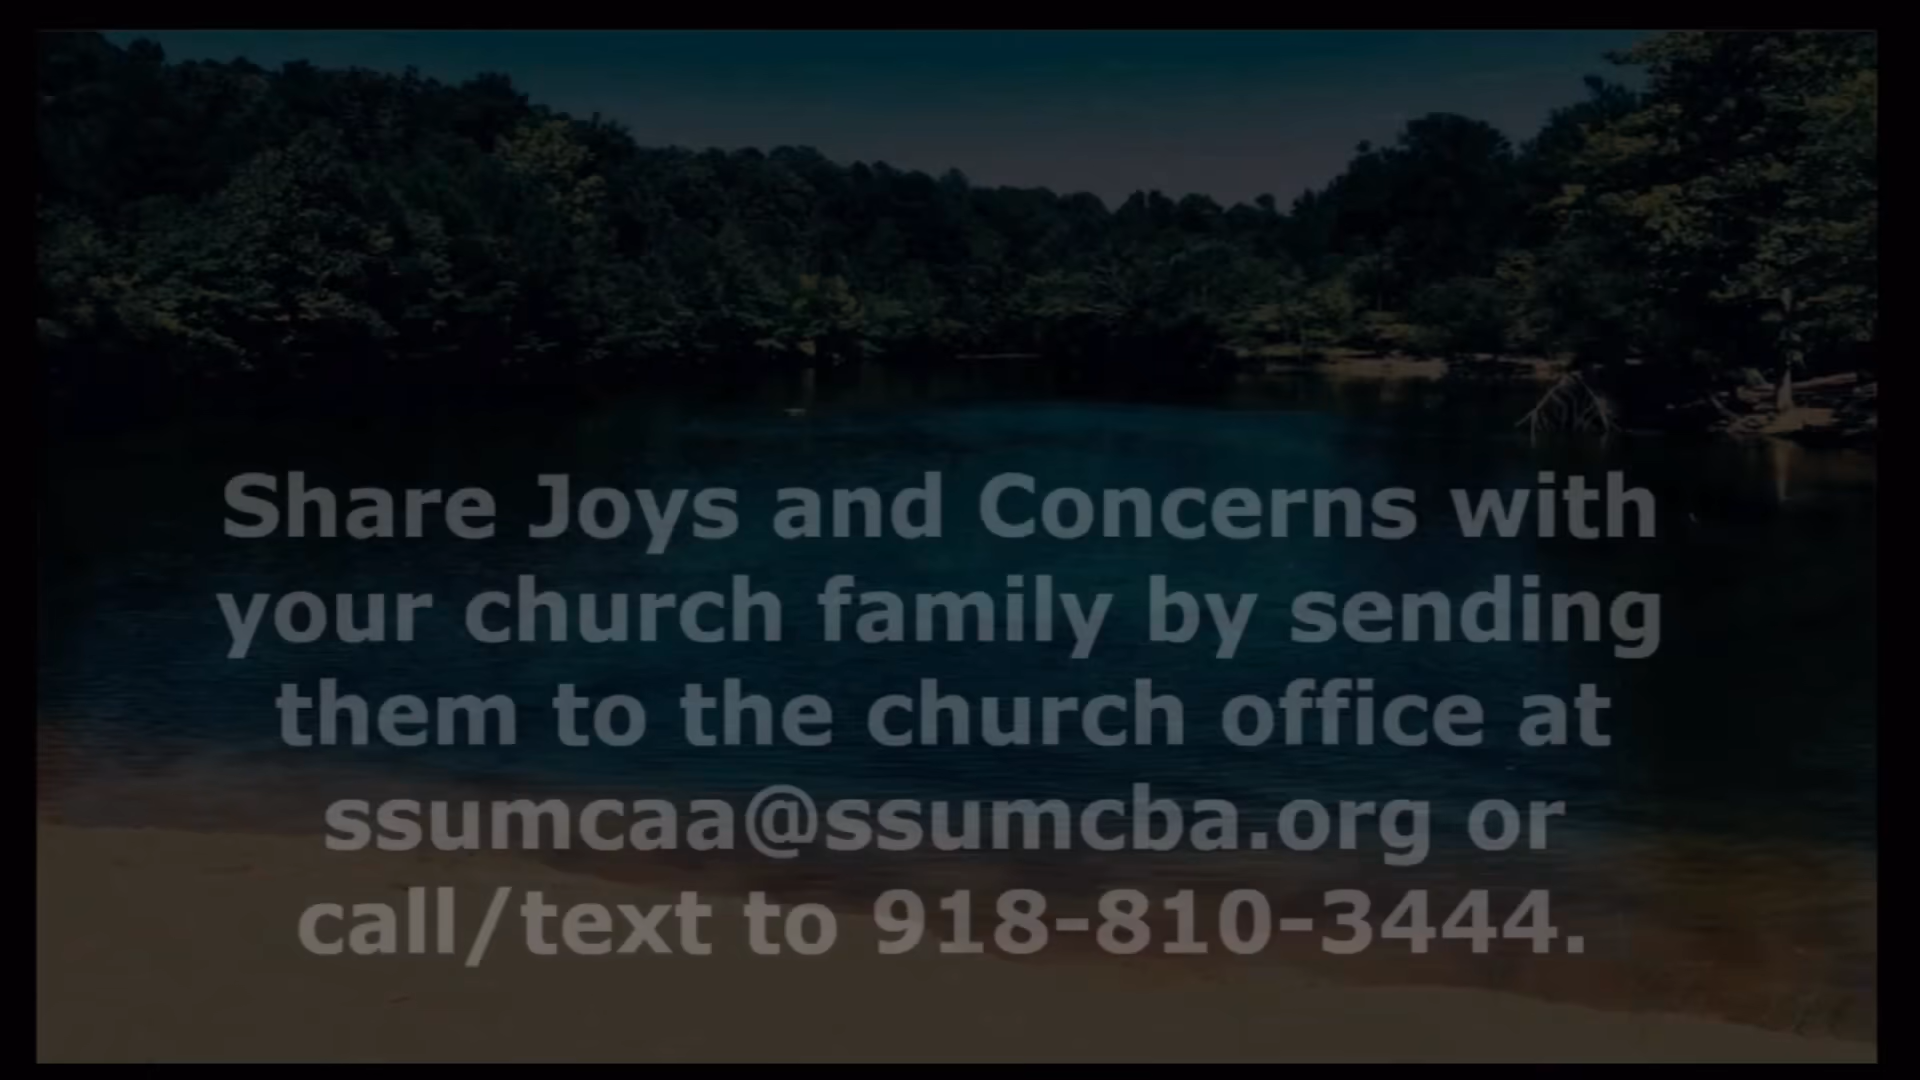 Share Joys and Concerns with
your church family by sending
them to the church office at
ssumcaa@ssumcba.org or
call/text to 918-810-3444.